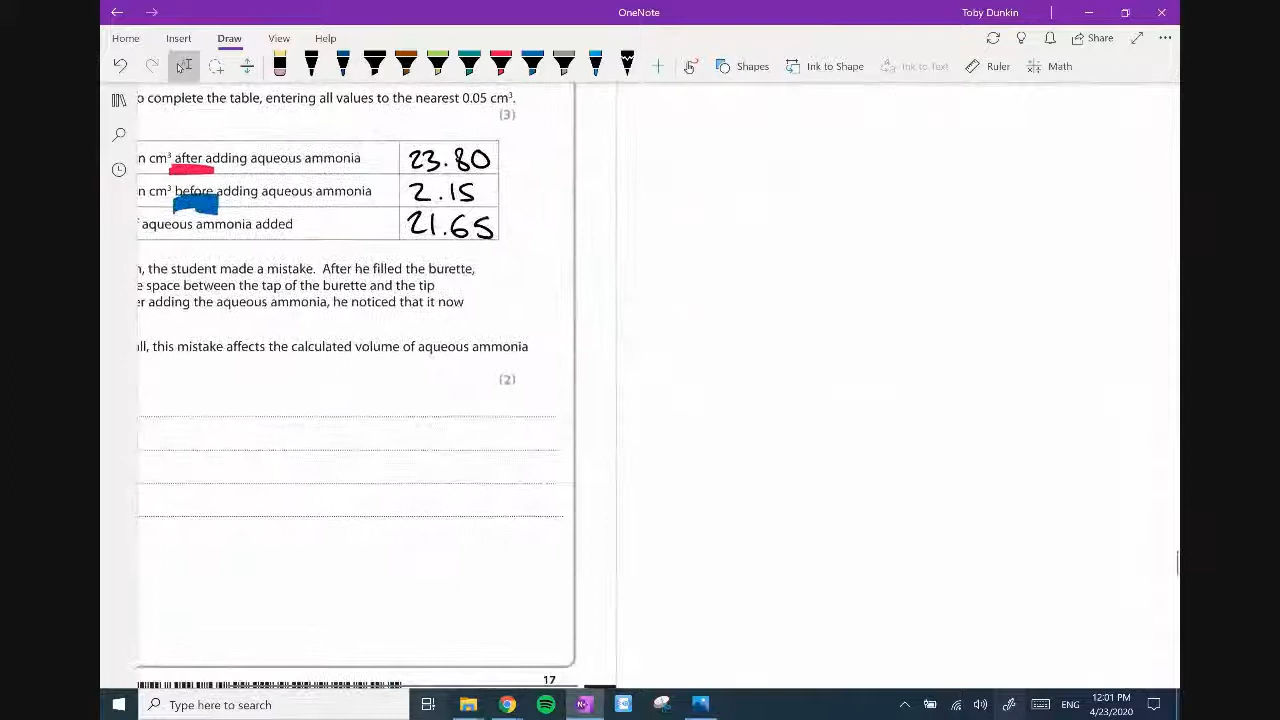 OneNote
Toby Dunkin
Home Insert Draw View Help
Share
Shapes Ink to Shape Ink to Text Ruler Math
o complete the table, entering all values to the nearest 0.05 cm³.
(3)
n cm³ after adding aqueous ammonia 23.80
n cm³ before adding aqueous ammonia 2.15
aqueous ammonia added 21.65
, the student made a mistake. After he filled the burette,
e space between the tap of the burette and the tip
er adding the aqueous ammonia, he noticed that it now
ll, this mistake affects the calculated volume of aqueous ammonia
(2)
17
Type here to search
ENG
12:01 PM
4/23/2020